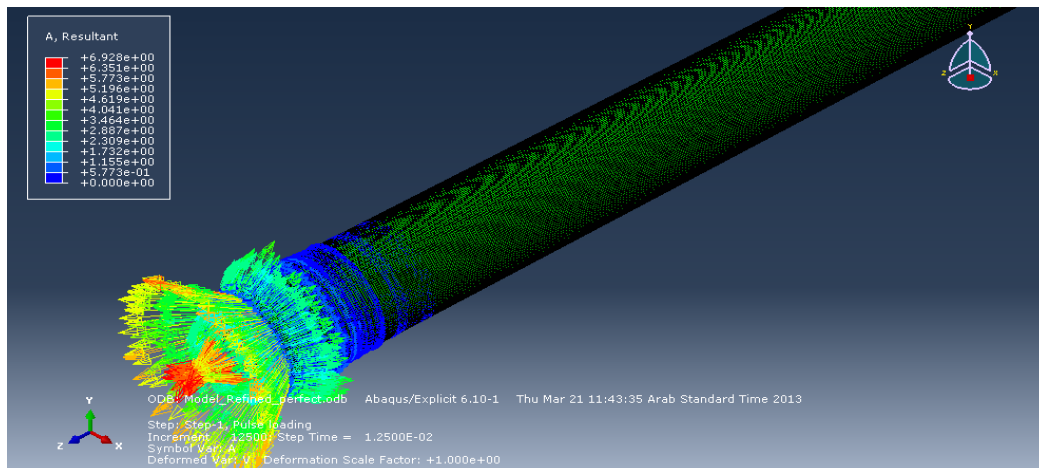 A, Resultant
+6.928e+00
+6.351e+00
+5.773e+00
+5.196e+00
+4.619e+00
+4.041e+00
+3.464e+00
+2.887e+00
+2.309e+00
+1.732e+00
+1.155e+00
+5.773e-01
+0.000e+00
Y
Z X
ODB: Model_Refined_perfect.odb Abaqus/Explicit 6.10-1 Thu Mar 21 11:43:35 Arab Standard Time 2013
Step: Step-1, Pulse loading
Increment 12500: Step Time = 1.2500E-02
Symbol Var: A
Deformed Var: U Deformation Scale Factor: +1.000e+00
Y
Z X